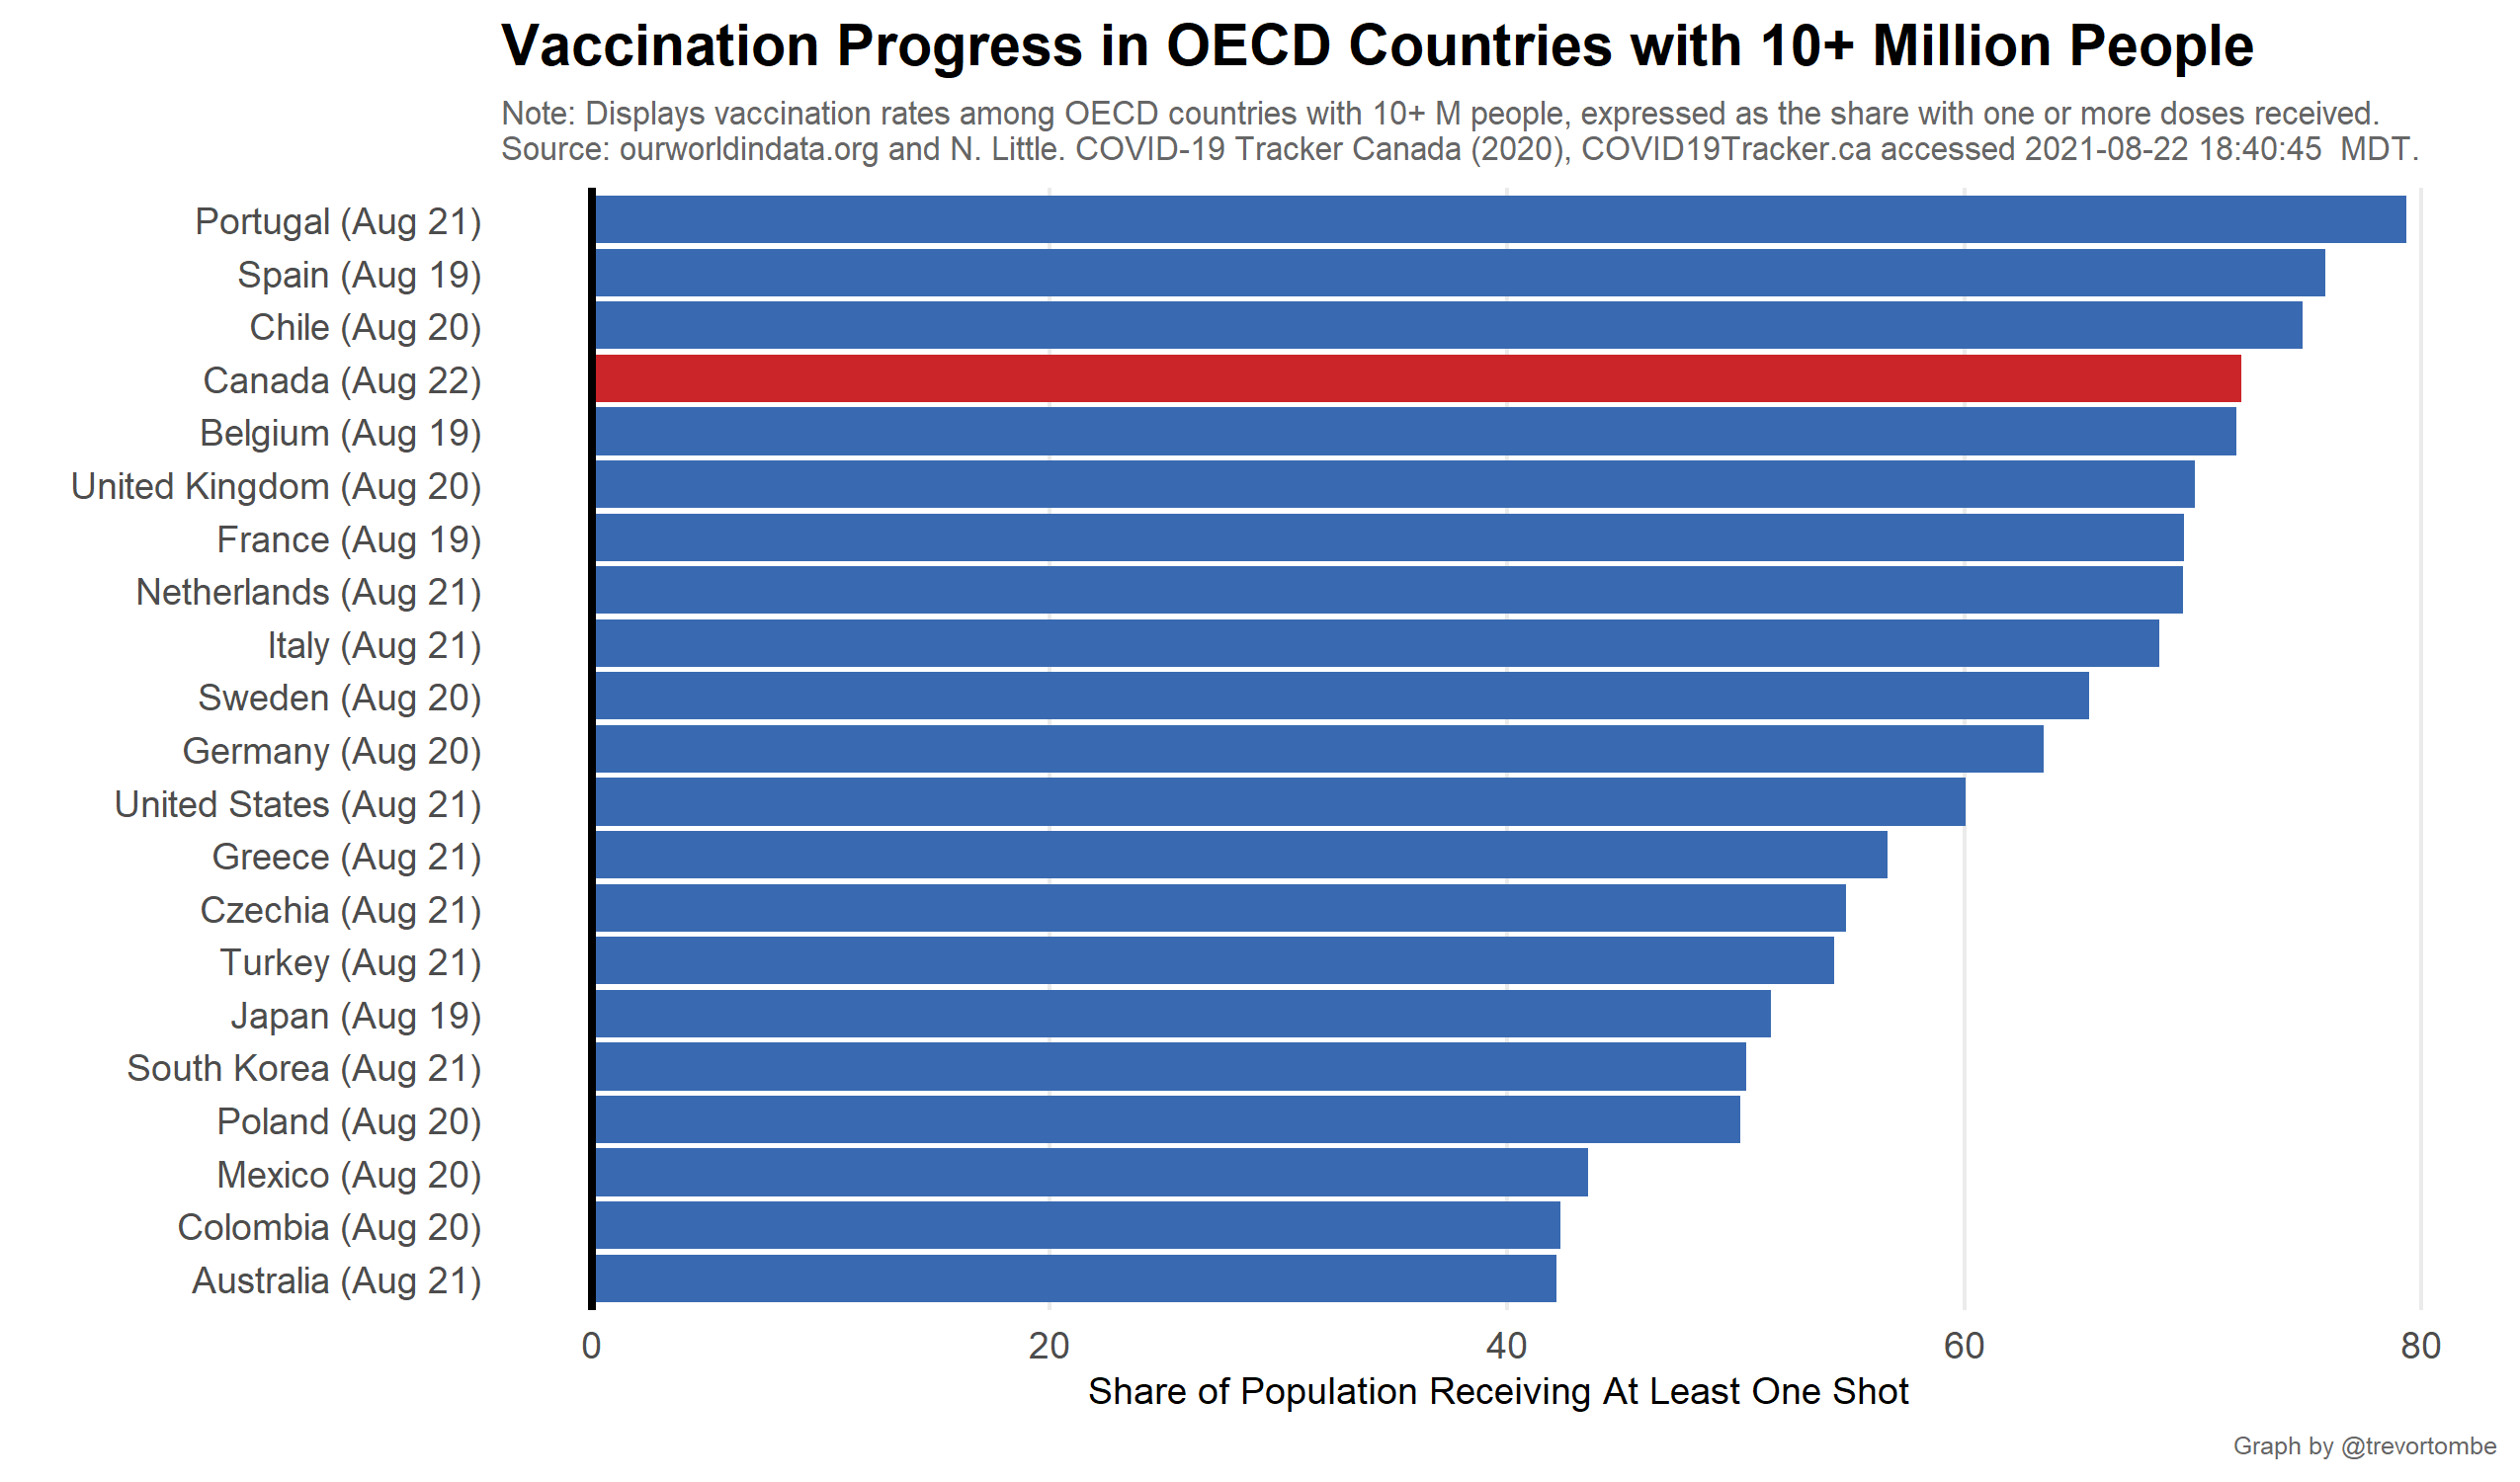 Vaccination Progress in OECD Countries with 10+ Million People
Note: Displays vaccination rates among OECD countries with 10+ M people, expressed as the share with one or more doses received.
Source: ourworldindata.org and N. Little. COVID-19 Tracker Canada (2020), COVID19Tracker.ca accessed 2021-08-22 18:40:45  MDT.
Portugal (Aug 21)
Spain (Aug 19)
Chile (Aug 20)
Canada (Aug 22)
Belgium (Aug 19)
United Kingdom (Aug 20)
France (Aug 19)
Netherlands (Aug 21)
Italy (Aug 21)
Sweden (Aug 20)
Germany (Aug 20)
United States (Aug 21)
Greece (Aug 21)
Czechia (Aug 21)
Turkey (Aug 21)
Japan (Aug 19)
South Korea (Aug 21)
Poland (Aug 20)
Mexico (Aug 20)
Colombia (Aug 20)
Australia (Aug 21)
0 20 40 60 80
Share of Population Receiving At Least One Shot
Graph by @trevortombe